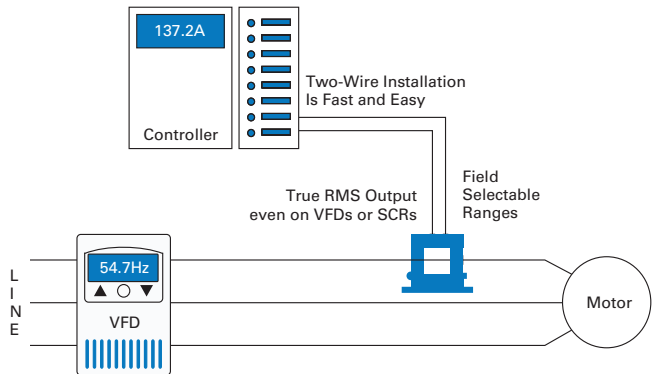 137.2A
Controller
Two-Wire Installation
Is Fast and Easy
True RMS Output
even on VFDs or SCRs
Field
Selectable
Ranges
L
I
N
E
54.7Hz
VFD
Motor